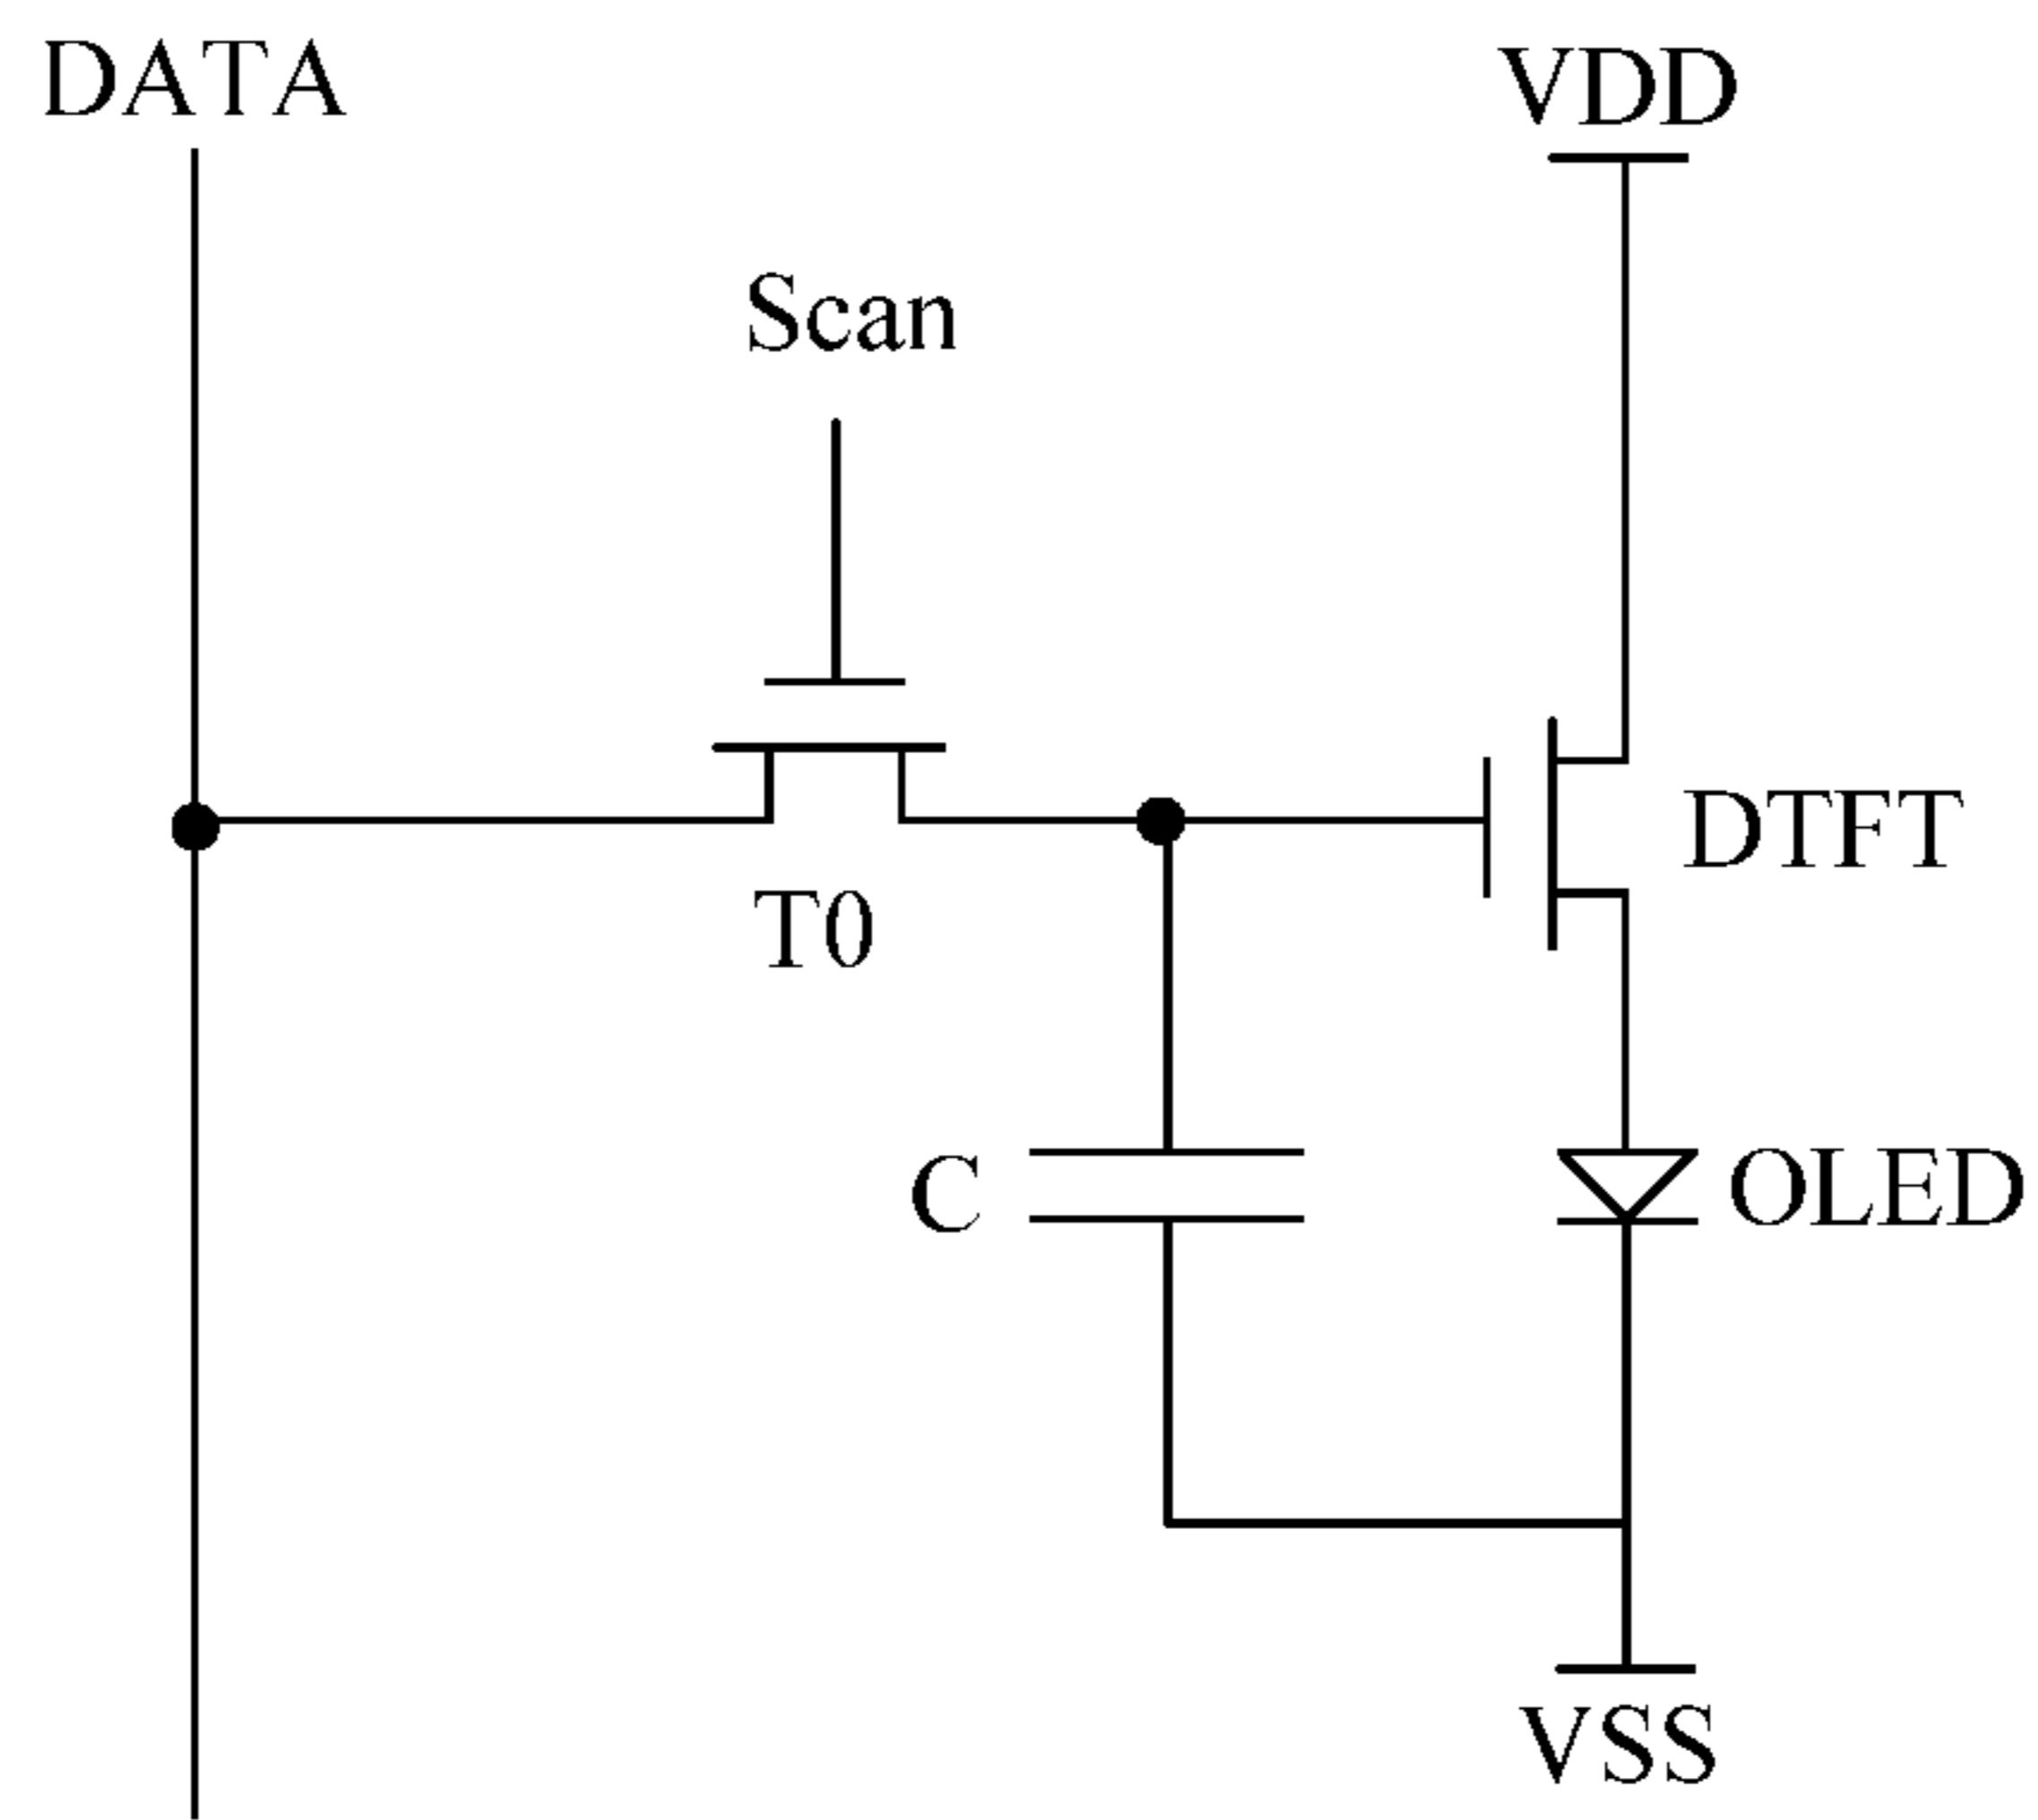 DATA
VDD
Scan
DTFT
T0
C
OLED
VSS